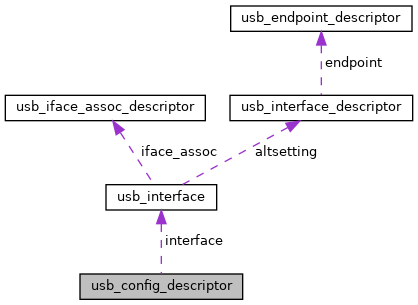 usb_endpoint_descriptor
endpoint
usb_iface_assoc_descriptor
usb_interface_descriptor
iface_assoc
altsetting
usb_interface
interface
usb_config_descriptor